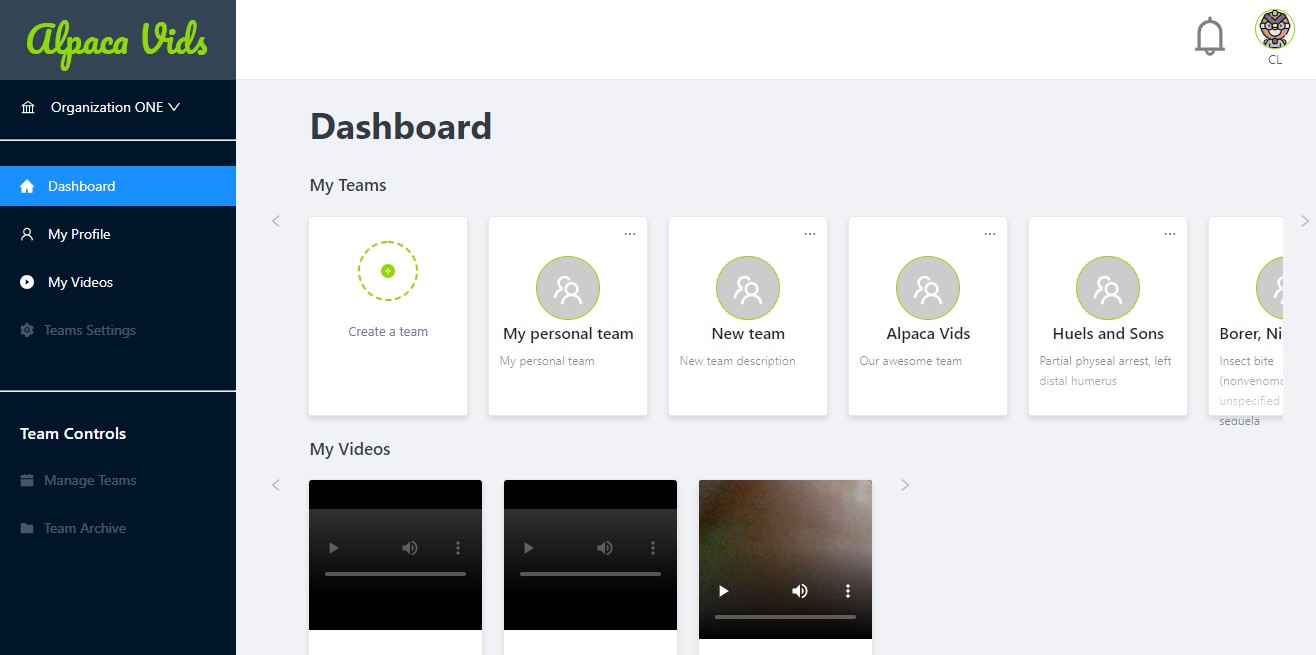 Alpaca Vids
CL
Organization ONE
Dashboard
My Profile
My Videos
Teams Settings
Team Controls
Manage Teams
Team Archive
Dashboard
My Teams
Create a team
My personal team
My personal team
New team
New team description
Alpaca Vids
Our awesome team
Huels and Sons
Partial physeal arrest, left
distal humerus
Borer, Ni
Insect bite
(nonvenomo
unspecified
sequela
My Videos